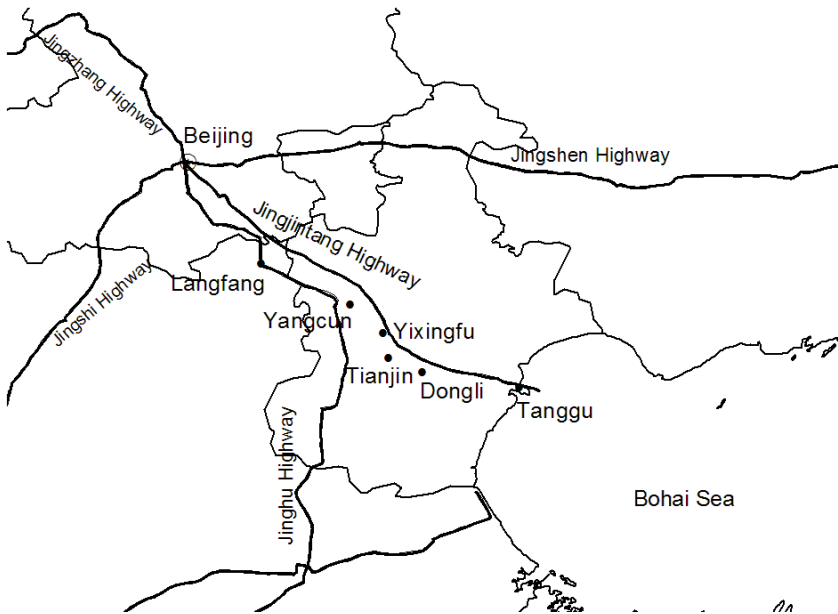 Jingzhang Highway
Beijing
Jingshen Highway
Jingjintang Highway
Langfang
Jingshi Highway
Yangcun
Yixingfu
Tianjin
Dongli
Tanggu
Jinghu Highway
Bohai Sea